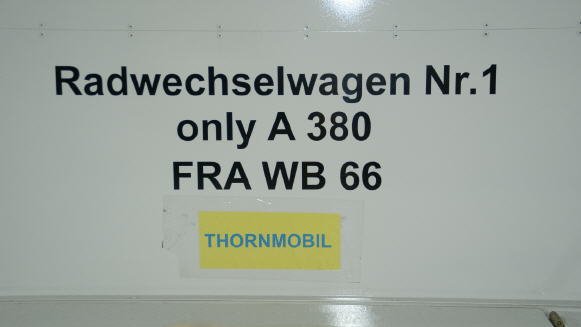 Radwechselwagen Nr.1
only A 380
FRA WB 66
THORNMOBIL